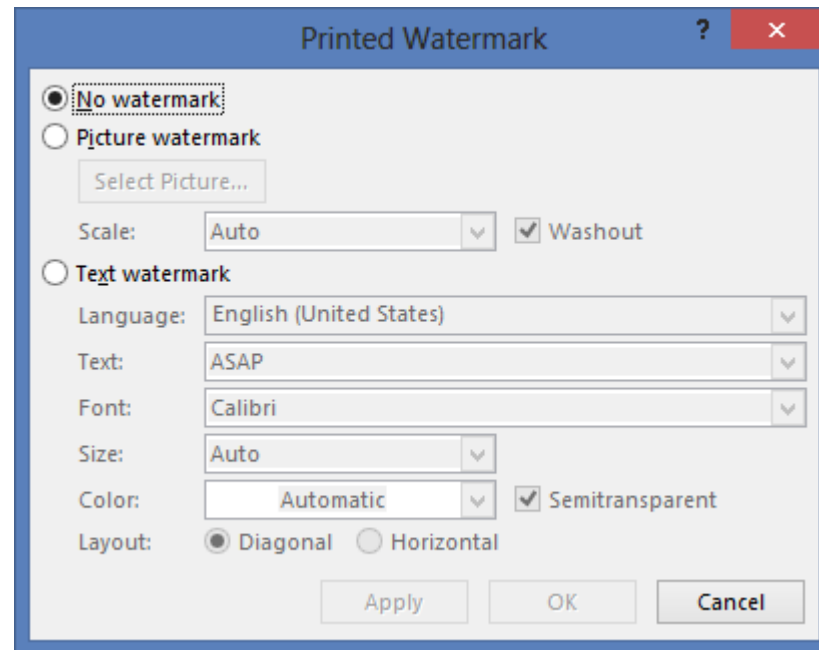 Printed Watermark ?
No watermark
Picture watermark
Select Picture...
Scale: Auto Washout
Text watermark
Language: English (United States)
Text: ASAP
Font: Calibri
Size: Auto
Color: Automatic Semitransparent
Layout: Diagonal Horizontal
Apply OK Cancel